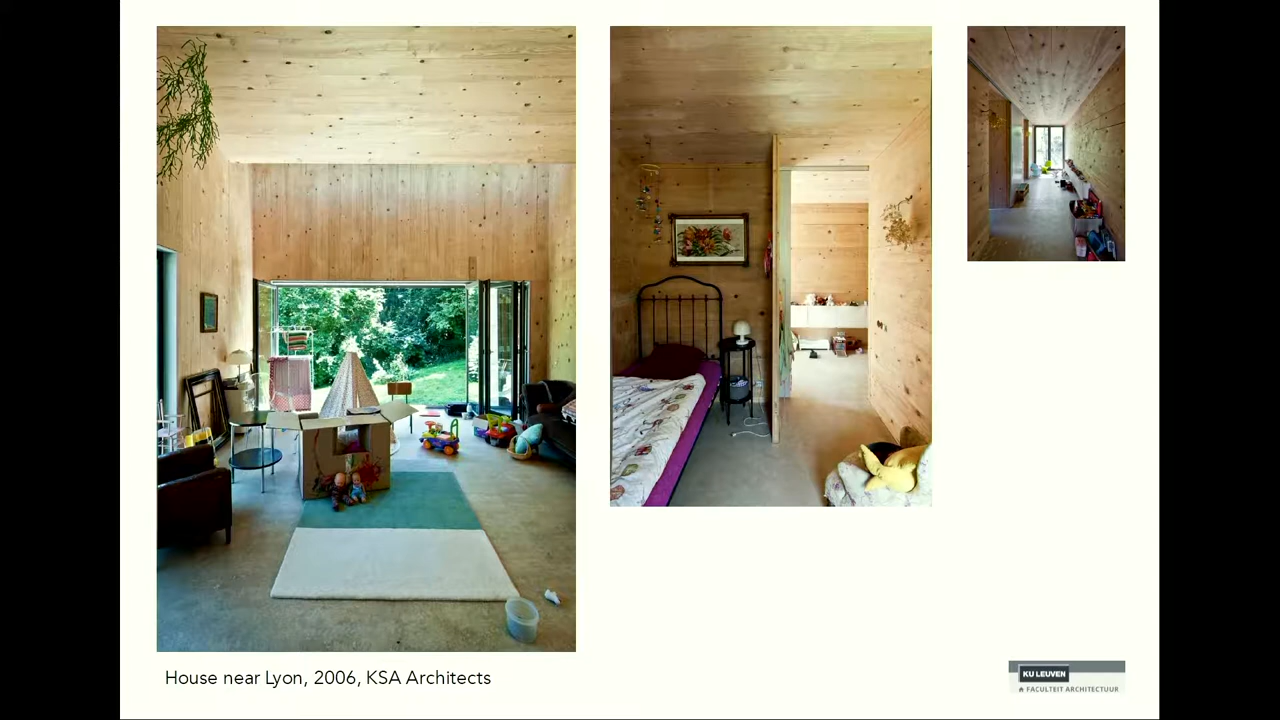 House near Lyon, 2006, KSA Architects
KU LEUVEN
FACULTEIT ARCHITECTUUR